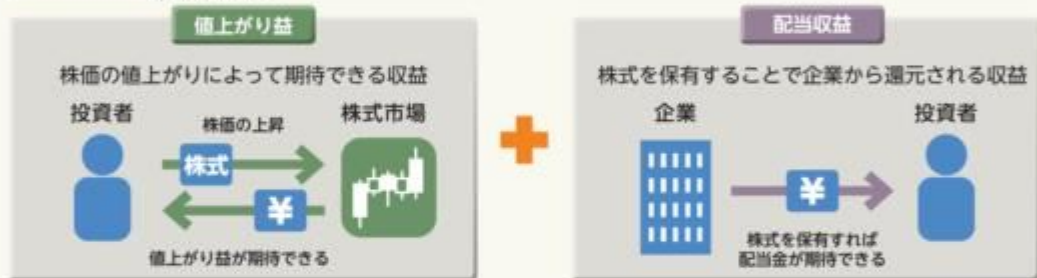 値上がり益
株価の値上がりによって期待できる収益
投資者
株価の上昇
株式市場
株式
¥
値上がり益が期待できる
配当収益
株式を保有することで企業から還元される収益
企業
投資者
¥
株式を保有すれば
配当金が期待できる